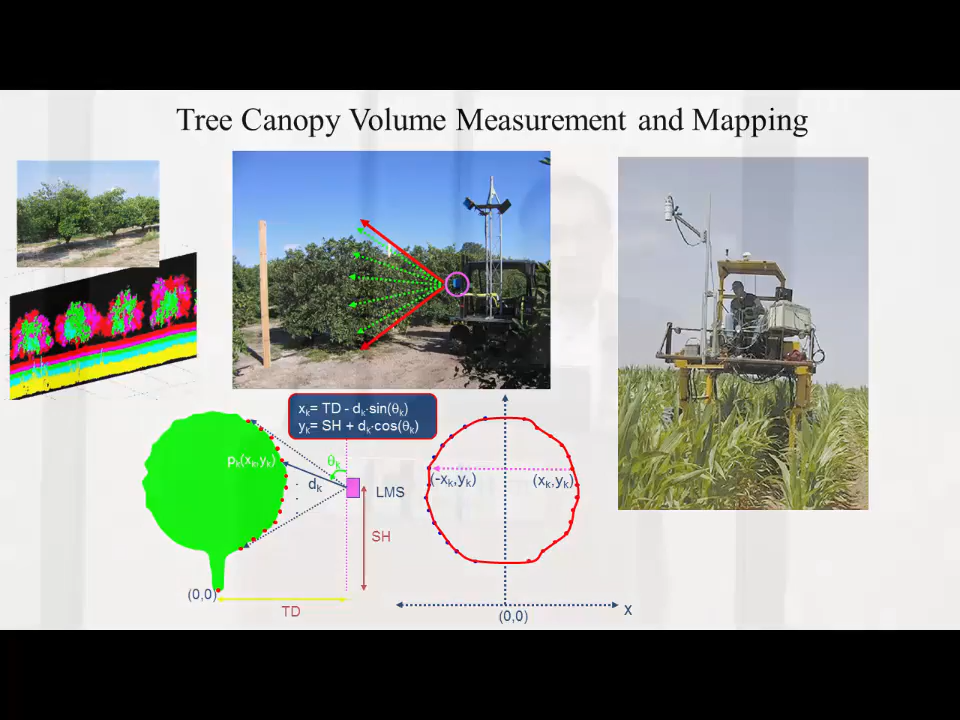 Tree Canopy Volume Measurement and Mapping
xₖ= TD - dₖ·sin(θₖ)
yₖ= SH + dₖ·cos(θₖ)
pₖ(xₖ,yₖ)
θₖ
dₖ
LMS
SH
(0,0)
TD
(-xₖ,yₖ)
(xₖ,yₖ)
(0,0)
x